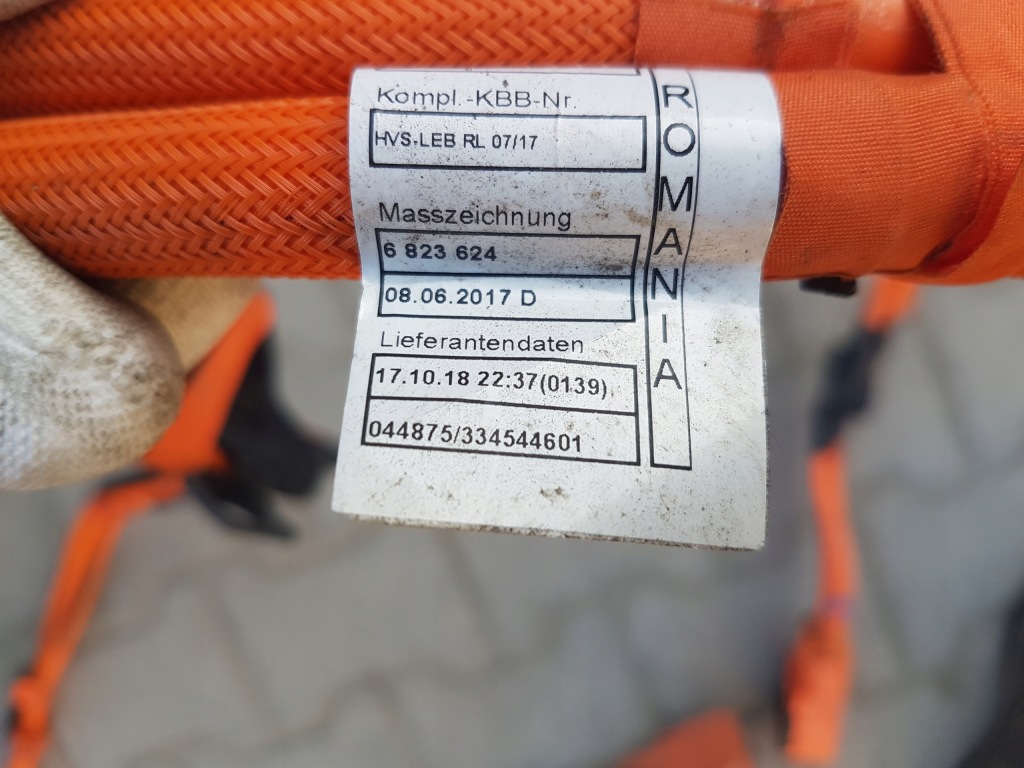 Kompl.-KBB-Nr.
HVS-LEB RL 07/17
Masszeichnung
6 823 624
08.06.2017 D
Lieferantendaten
17.10.18 22:37(0139)
044875/334544601
ROMANIA